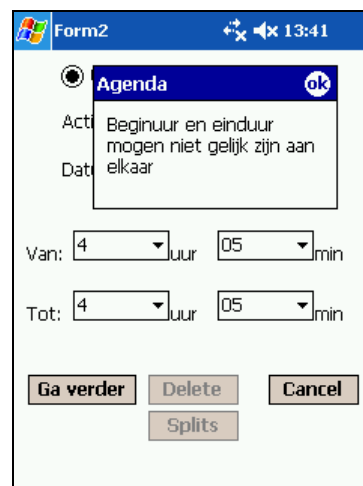 Form2 13:41
Agenda ok
Acti
Beginuur en einduur
mogen niet gelijk zijn aan
elkaar
Dat
Van: 4 uur 05 min
Tot: 4 uur 05 min
Ga verder Delete Cancel
Splits